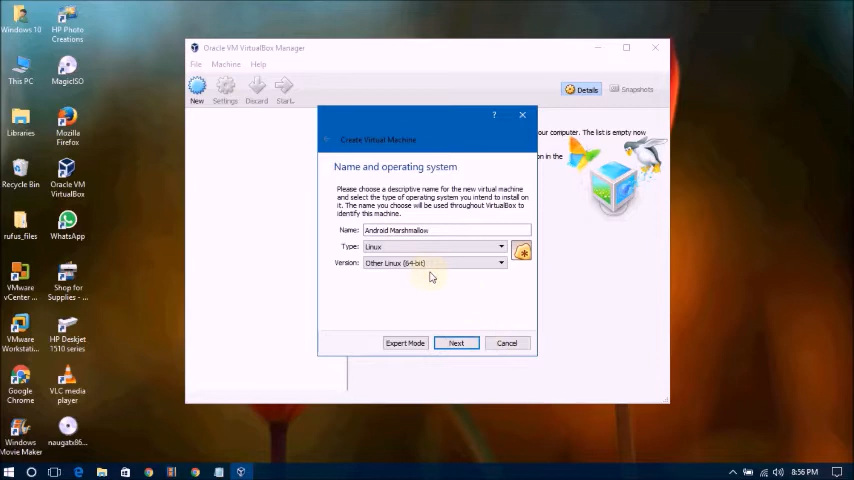 Windows 10
HP Photo
Creations
This PC
MagicISO
Libraries
Mozilla
Firefox
Recycle Bin
Oracle VM
VirtualBox
rufus_files
WhatsApp
VMware
vCenter ...
Shop for
Supplies - ...
VMware
Workstati...
HP Deskjet
1510 series
Google
Chrome
VLC media
player
Windows
Movie Maker
naugatx86...
Oracle VM VirtualBox Manager
File Machine Help
New Settings Discard Start
Details Snapshots
our computer. The list is empty now
on in the
Create Virtual Machine
Name and operating system
Please choose a descriptive name for the new virtual machine
and select the type of operating system you intend to install on
it. The name you choose will be used throughout VirtualBox to
identify this machine.
Name: Android Marshmallow
Type: Linux
Version: Other Linux (64-bit)
Expert Mode Next Cancel
8:56 PM